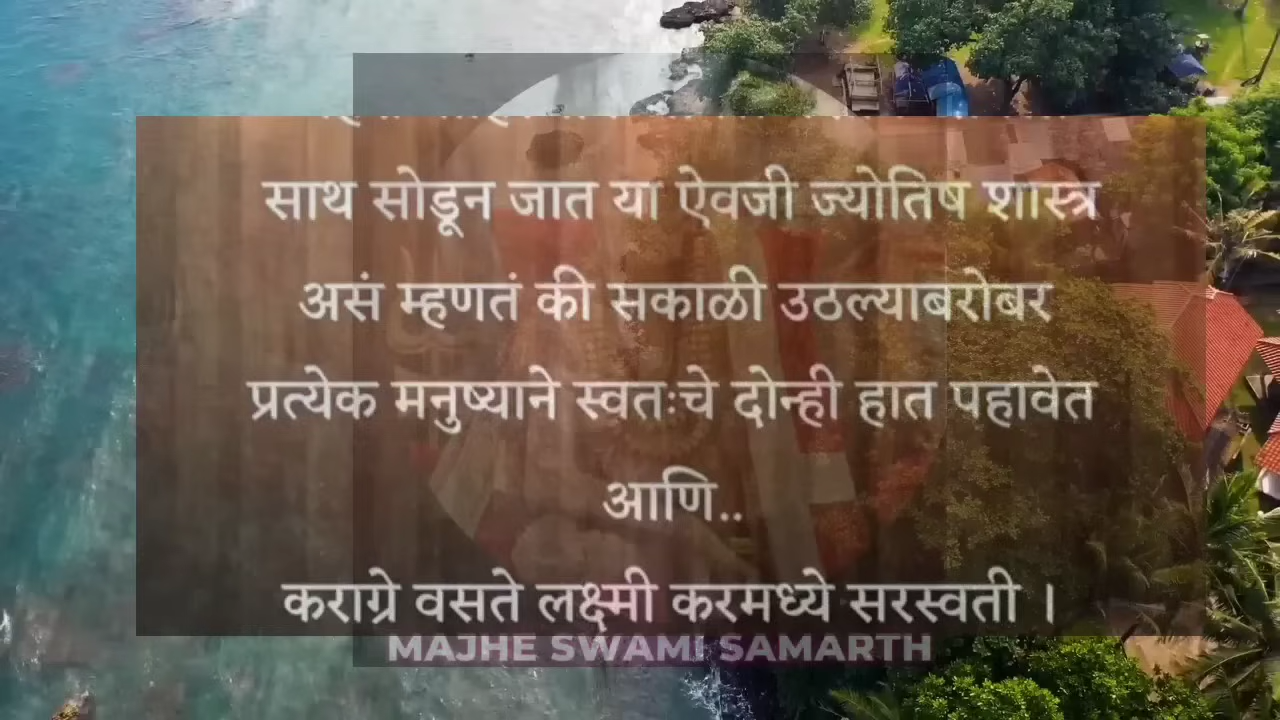 साथ सोडून जात या ऐवजी ज्योतिष शास्त्र
असं म्हणतं की सकाळी उठल्याबरोबर
प्रत्येक मनुष्याने स्वतःचे दोन्ही हात पहावेत
आणि..
कराग्रे वसते लक्ष्मी करमध्ये सरस्वती ।
MAJHE SWAMI SAMARTH